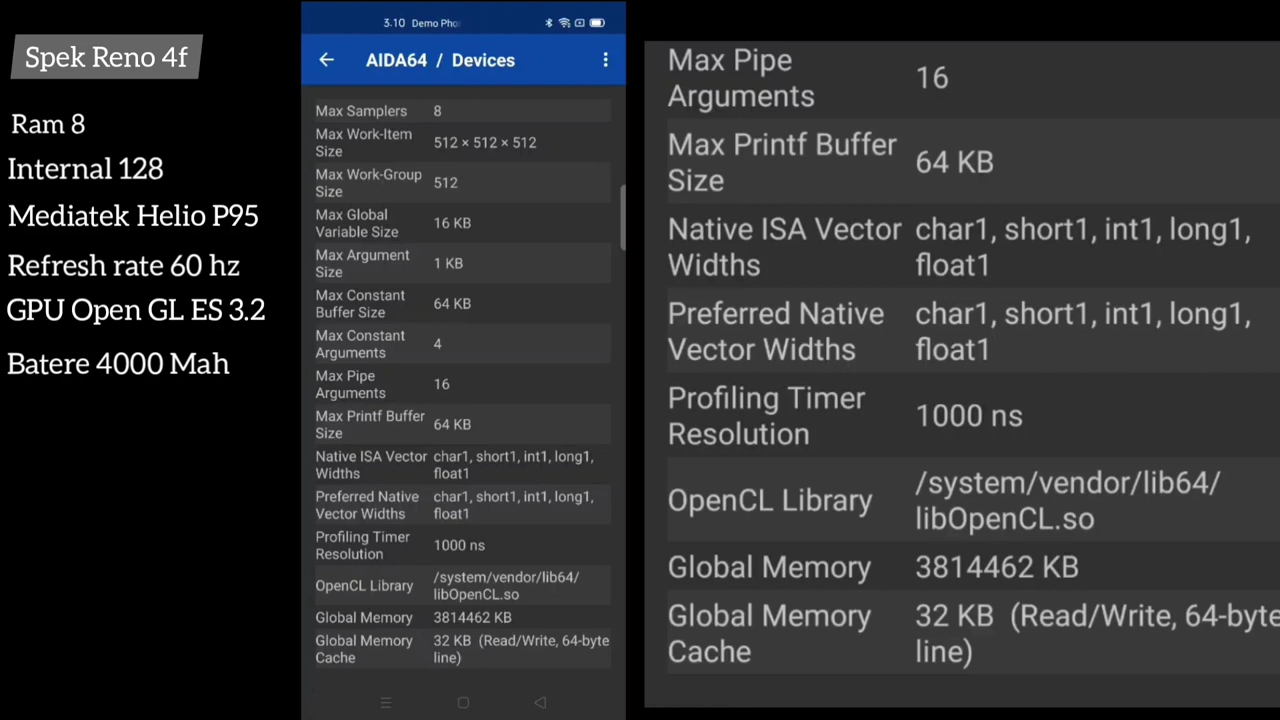 Spek Reno 4f
Ram 8
Internal 128
Mediatek Helio P95
Refresh rate 60 hz
GPU Open GL ES 3.2
Batere 4000 Mah
3.10 Demo Pho
AIDA64 / Devices
Max Samplers 8
Max Work-Item
Size 512 × 512 × 512
Max Work-Group
Size 512
Max Global
Variable Size 16 KB
Max Argument
Size 1 KB
Max Constant
Buffer Size 64 KB
Max Constant
Arguments 4
Max Pipe
Arguments 16
Max Printf Buffer
Size 64 KB
Native ISA Vector char1, short1, int1, long1,
Widths float1
Preferred Native char1, short1, int1, long1,
Vector Widths float1
Profiling Timer
Resolution 1000 ns
OpenCL Library /system/vendor/lib64/
libOpenCL.so
Global Memory 3814462 KB
Global Memory 32 KB (Read/Write, 64-byte
Cache line)
Max Pipe
Arguments 16
Max Printf Buffer
Size 64 KB
Native ISA Vector char1, short1, int1, long1,
Widths float1
Preferred Native char1, short1, int1, long1,
Vector Widths float1
Profiling Timer
Resolution 1000 ns
OpenCL Library /system/vendor/lib64/
libOpenCL.so
Global Memory 3814462 KB
Global Memory 32 KB (Read/Write, 64-byte
Cache line)